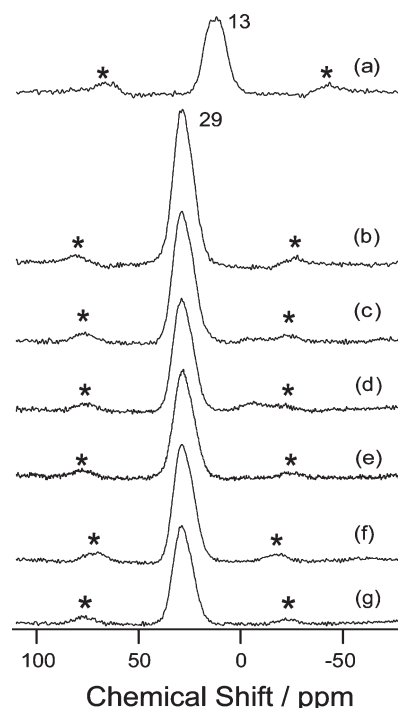 13
* * (a)
29
* * (b)
* * (c)
* * (d)
* * (e)
* * (f)
* * (g)
100 50 0 -50
Chemical Shift / ppm